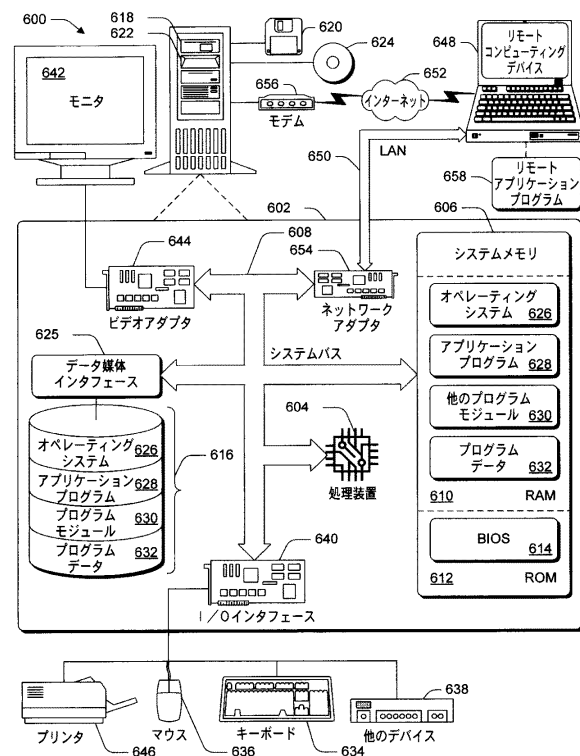 600
618
622
620
624
642
モニタ
656
モデム
652
インターネット
648
リモート
コンピューティング
デバイス
650
LAN
658
リモート
アプリケーション
プログラム
602
606
644
608
654
ビデオアダプタ
ネットワーク
アダプタ
システムメモリ
オペレーティング
システム 626
アプリケーション
プログラム 628
他のプログラム
モジュール 630
プログラム
データ 632
610 RAM
BIOS 614
612 ROM
625
データ媒体
インタフェース
システムバス
604
処理装置
オペレーティング
システム 626
アプリケーション
プログラム 628
プログラム
モジュール 630
プログラム
データ 632
616
640
I/Oインタフェース
プリンタ
646
マウス
636
キーボード
634
638
他のデバイス